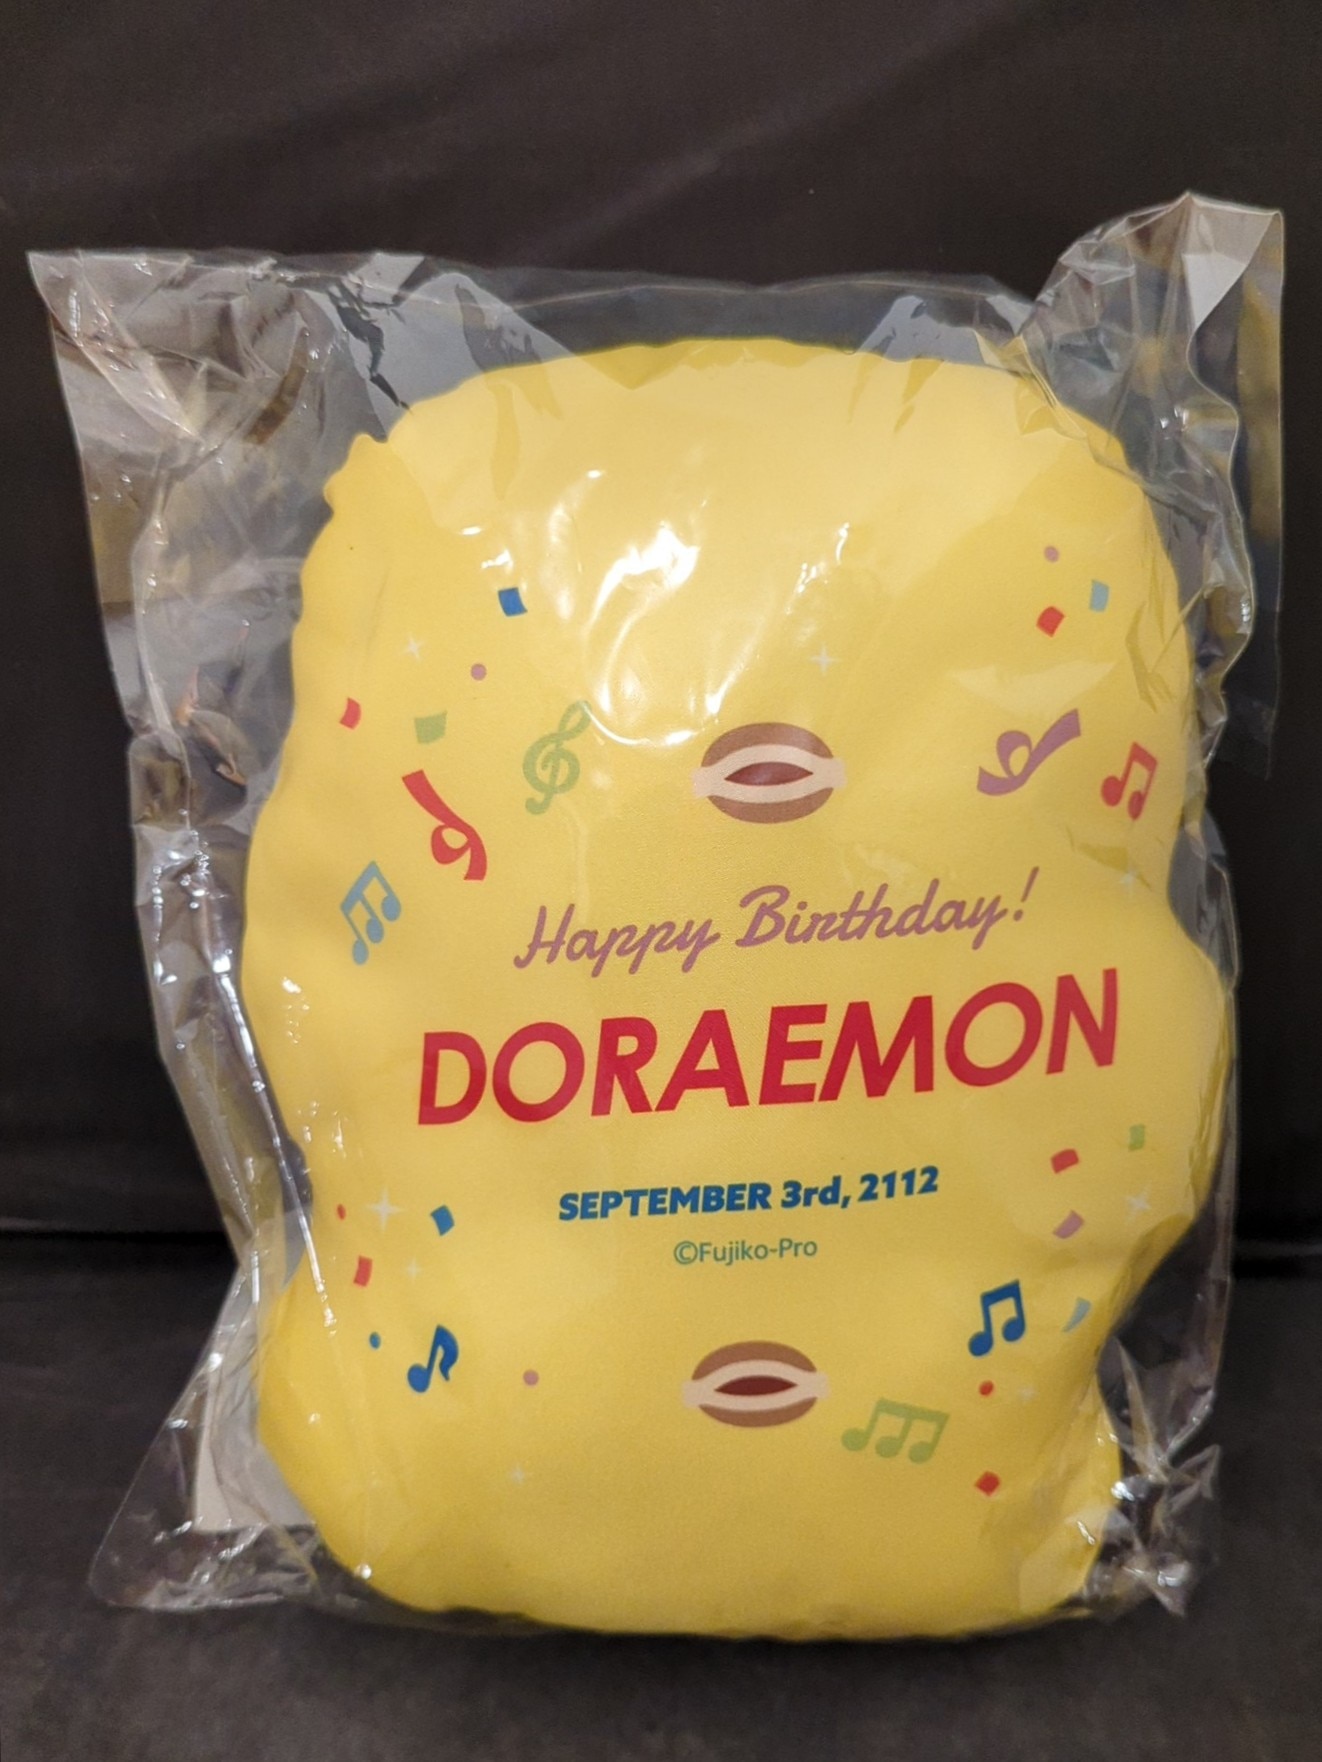 Happy Birthday!
DORAEMON
SEPTEMBER 3rd, 2112
©Fujiko-Pro